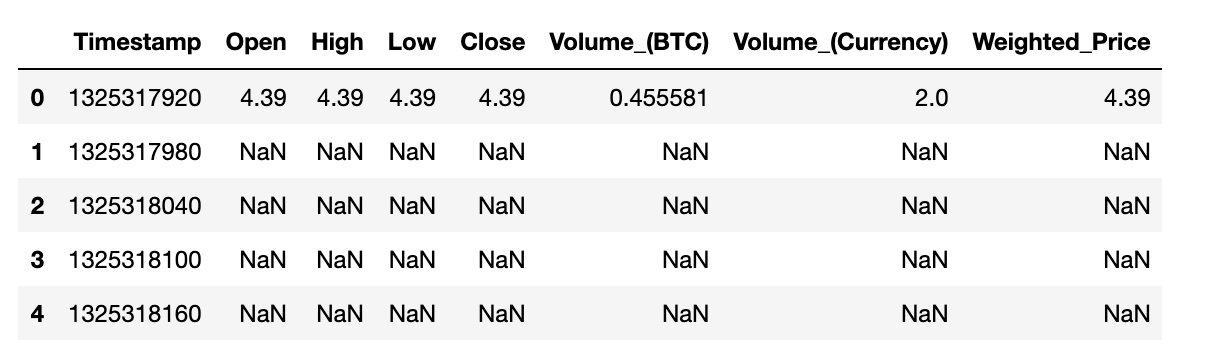 Timestamp Open High Low Close Volume_(BTC) Volume_(Currency) Weighted_Price
0 1325317920 4.39 4.39 4.39 4.39 0.455581 2.0 4.39
1 1325317980 NaN NaN NaN NaN NaN NaN NaN
2 1325318040 NaN NaN NaN NaN NaN NaN NaN
3 1325318100 NaN NaN NaN NaN NaN NaN NaN
4 1325318160 NaN NaN NaN NaN NaN NaN NaN